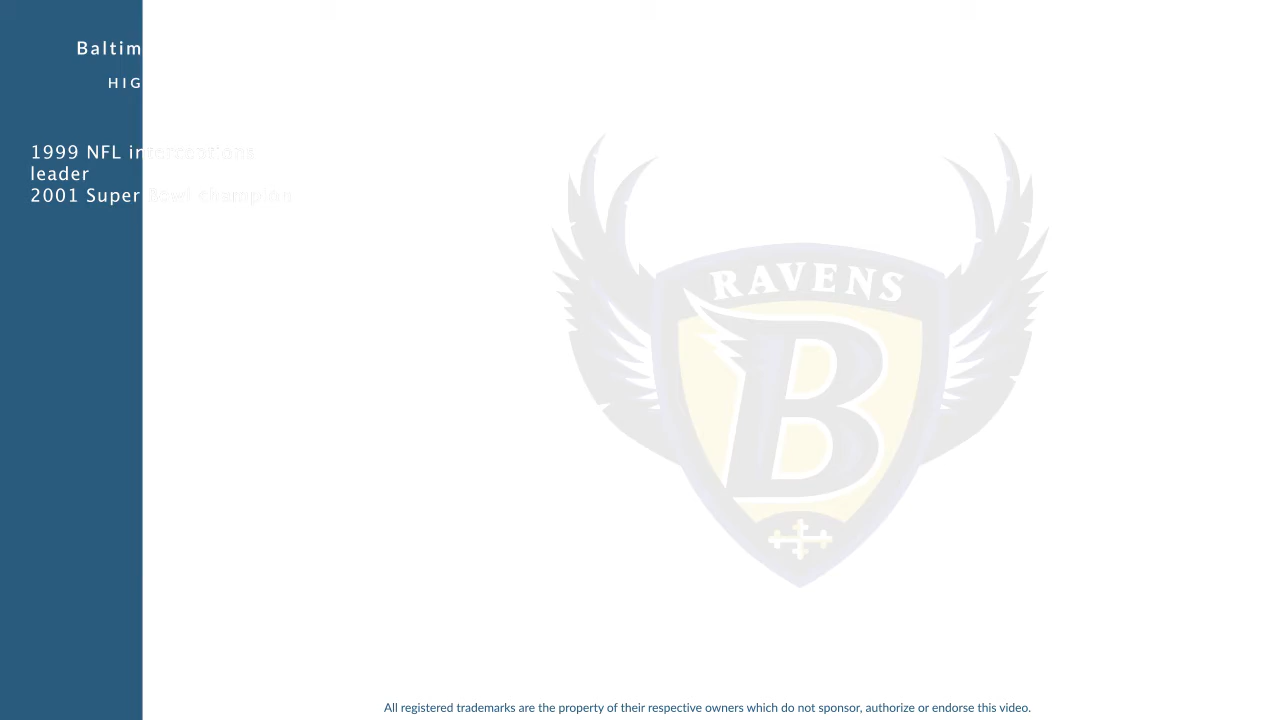 Baltim
HIG
1999 NFL interceptions
leader
2001 Super Bowl champion
RAVENS
B
All registered trademarks are the property of their respective owners which do not sponsor, authorize or endorse this video.